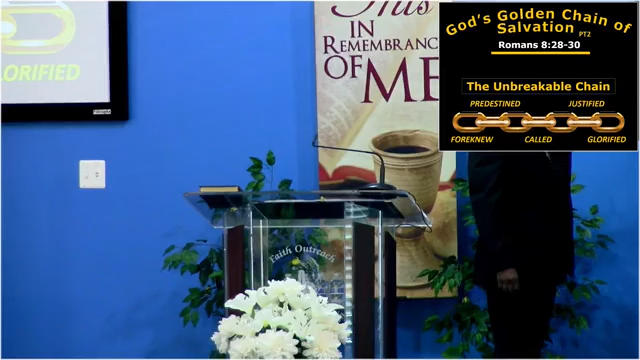 GLORIFIED
This
IN
REMEMBRANC
OF ME
God's Golden Chain of
Salvation PT2
Romans 8:28-30
The Unbreakable Chain
PREDESTINED JUSTIFIED
FOREKNEW CALLED GLORIFIED
Faith Outreach